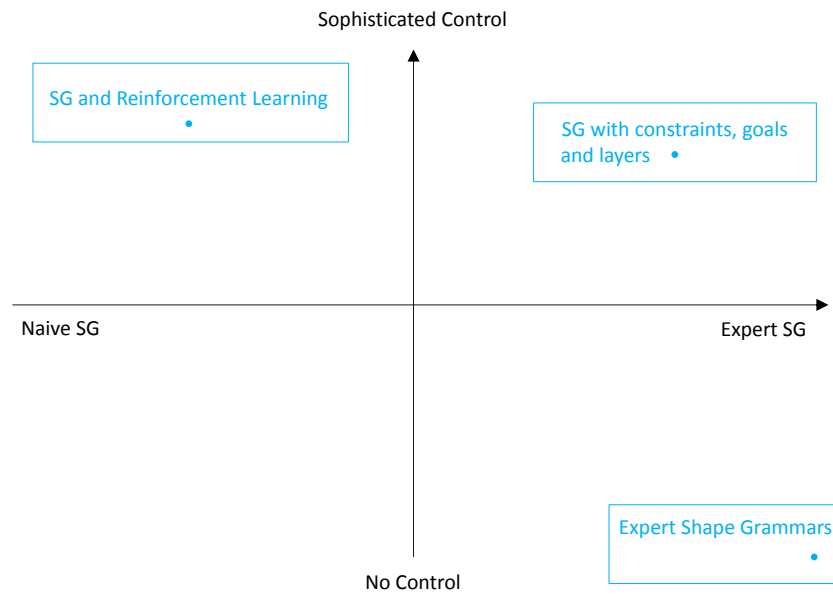 Sophisticated Control
SG and Reinforcement Learning
SG with constraints, goals
and layers
Naive SG
Expert SG
Expert Shape Grammars
No Control